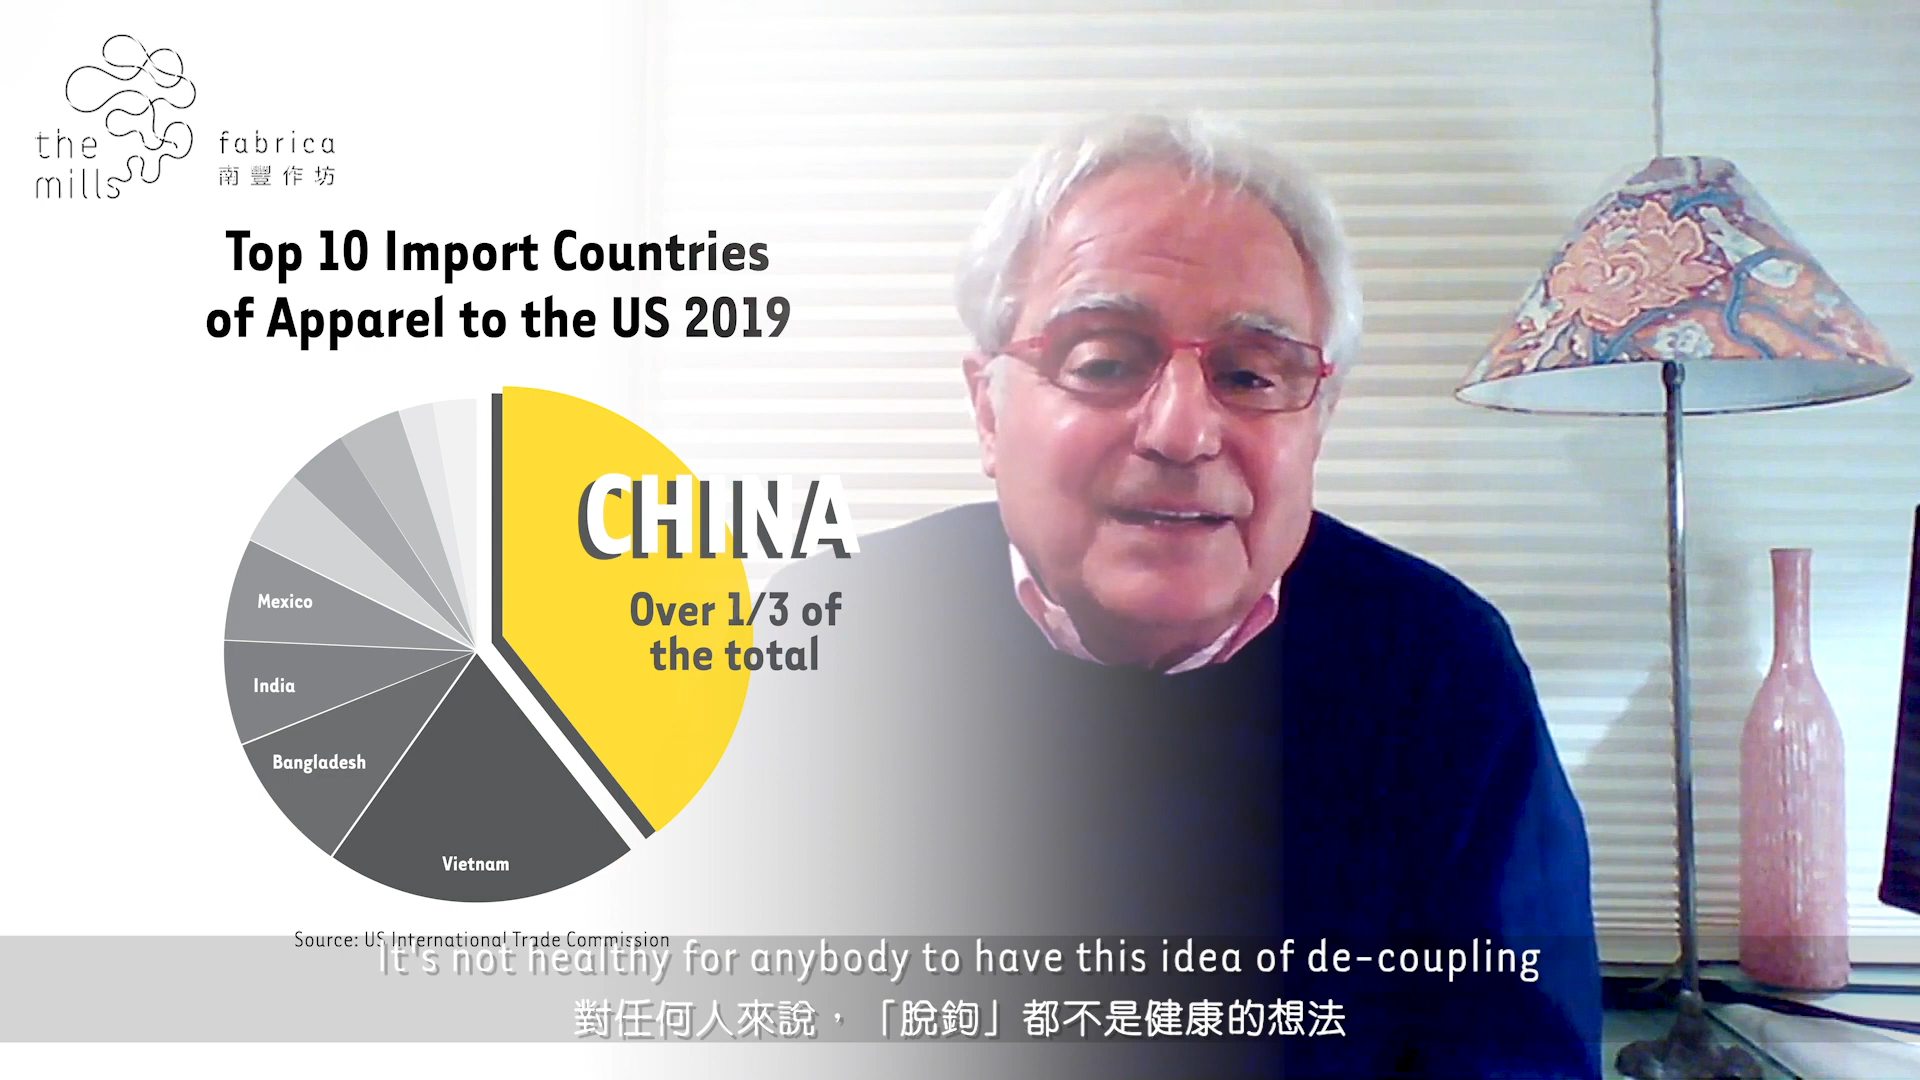 the
mills
fabrica
南豐作坊
Top 10 Import Countries
of Apparel to the US 2019
CHINA
Over 1/3 of
the total
Mexico
India
Bangladesh
Vietnam
Source: US International Trade Commission
It's not healthy for anybody to have this idea of de-coupling
對任何人來說，「脫鉤」都不是健康的想法